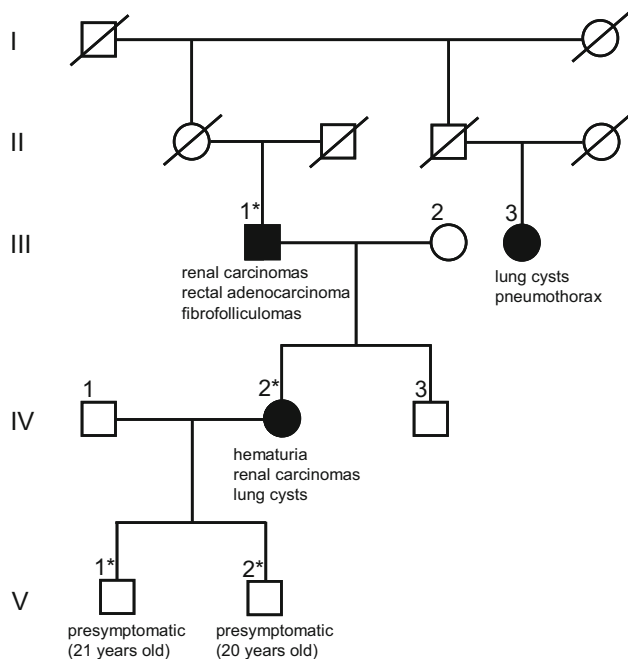 I
II
1*
2
3
III
renal carcinomas
rectal adenocarcinoma
fibrofolliculomas
lung cysts
pneumothorax
1
2*
3
IV
hematuria
renal carcinomas
lung cysts
1*
2*
V
presymptomatic
(21 years old)
presymptomatic
(20 years old)